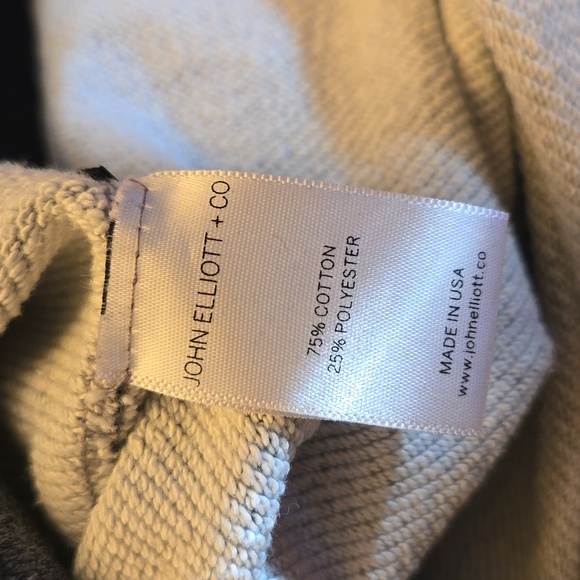 JOHN ELLIOTT + CO
75% COTTON
25% POLYESTER
MADE IN USA
www.johnelliott.co